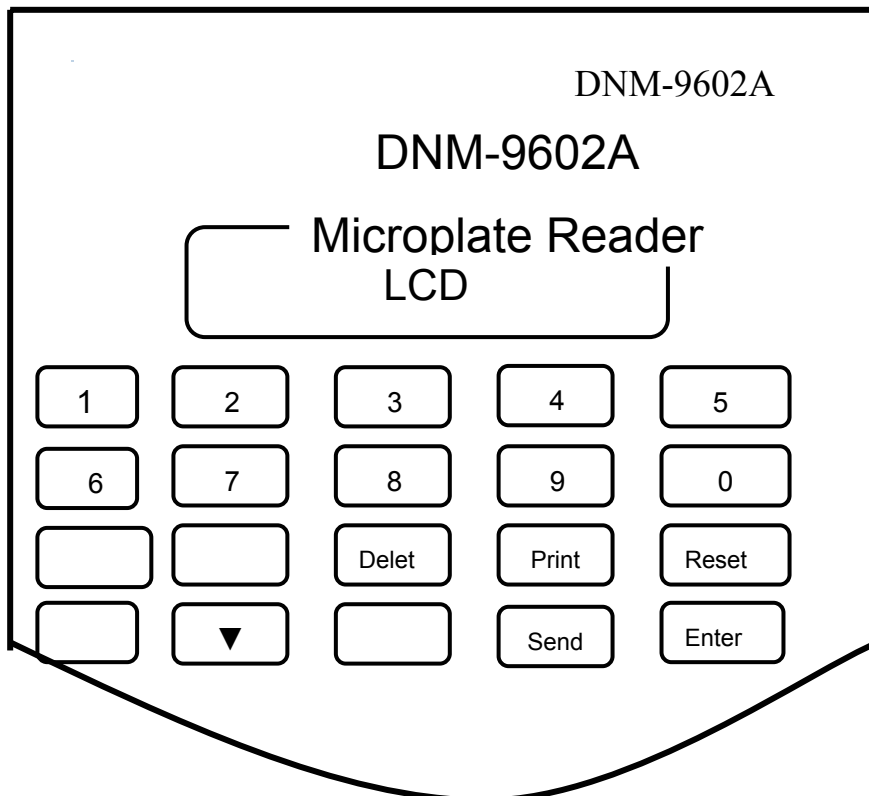 DNM-9602A
DNM-9602A
Microplate Reader
LCD
1 2 3 4 5
6 7 8 9 0
Delet Print Reset
▼ Send Enter